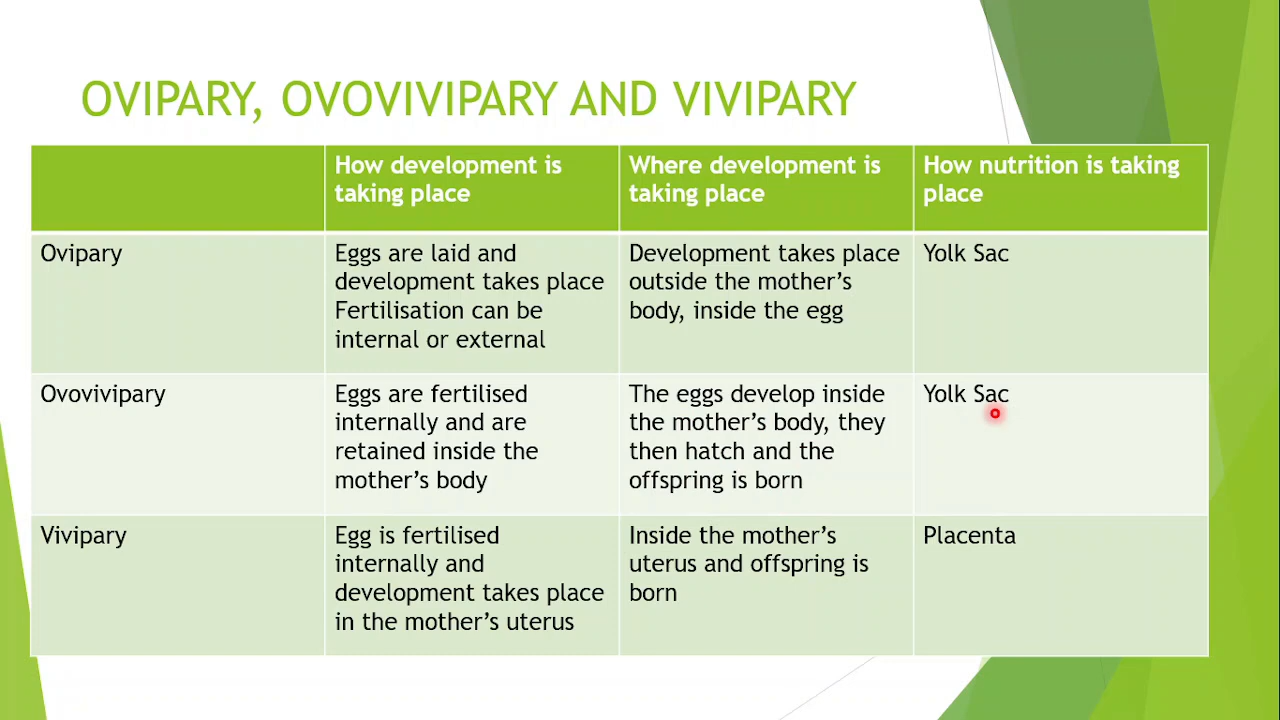 OVIPARY, OVOVIVIPARY AND VIVIPARY
How development is
taking place
Where development is
taking place
How nutrition is taking
place
Ovipary
Eggs are laid and
development takes place
Fertilisation can be
internal or external
Development takes place
outside the mother's
body, inside the egg
Yolk Sac
Ovovivipary
Eggs are fertilised
internally and are
retained inside the
mother's body
The eggs develop inside
the mother's body, they
then hatch and the
offspring is born
Yolk Sac
Vivipary
Egg is fertilised
internally and
development takes place
in the mother's uterus
Inside the mother's
uterus and offspring is
born
Placenta